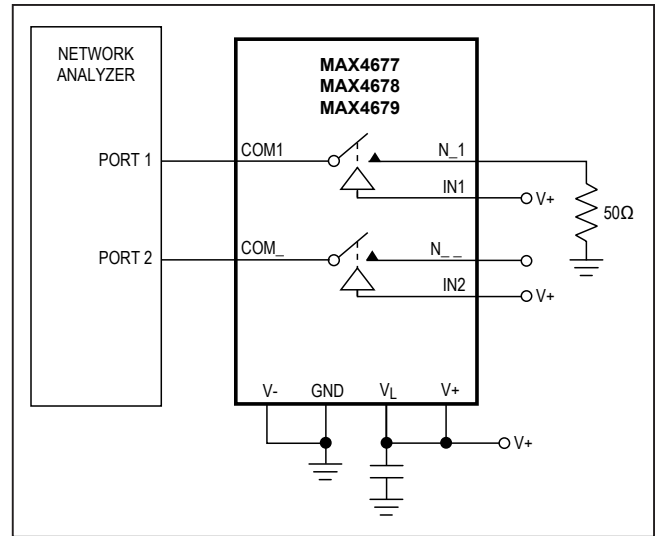 NETWORK
ANALYZER
MAX4677
MAX4678
MAX4679
PORT 1
COM1
N_1
IN1
V+
50Ω
PORT 2
COM_
N_ _
IN2
V+
V-
GND
VL
V+
V+